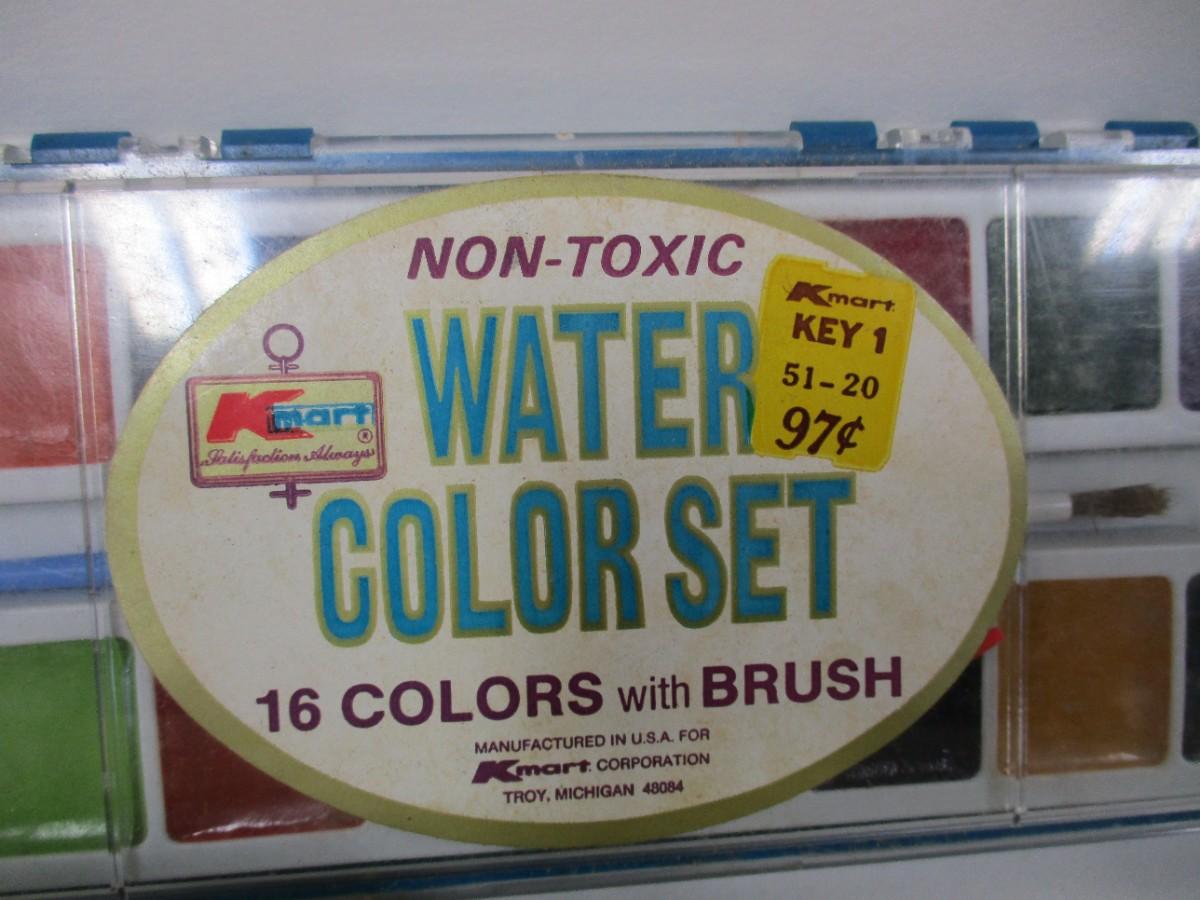 NON-TOXIC
WATER
COLOR SET
Kmart®
Satisfaction Always
Kmart
KEY 1
51-20
97¢
16 COLORS with BRUSH
MANUFACTURED IN U.S.A. FOR
Kmart CORPORATION
TROY, MICHIGAN 48084